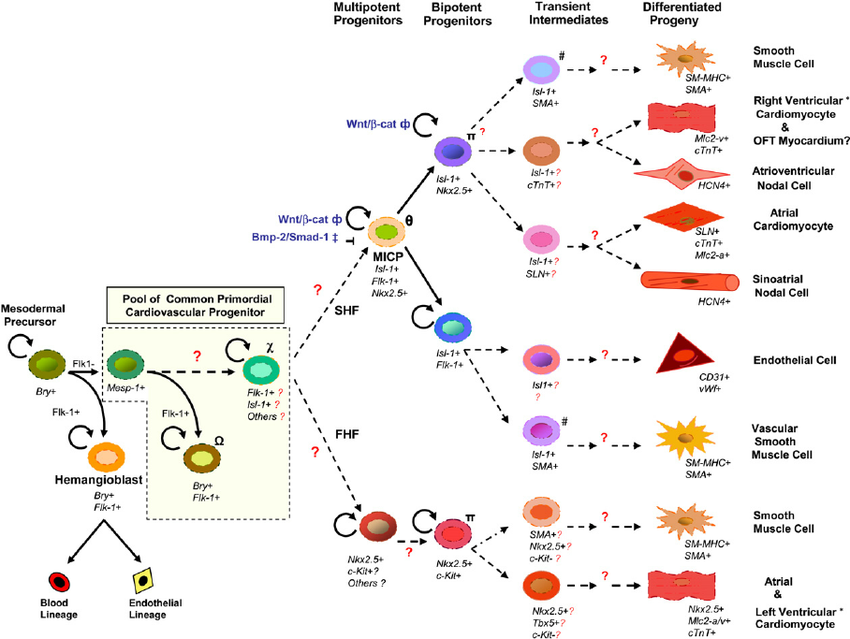 Multipotent
Progenitors
Bipotent
Progenitors
Transient
Intermediates
Differentiated
Progeny
#
Isl-1+
SMA+
?
SM-MHC+
SMA+
Smooth
Muscle Cell
Wnt/β-cat ф
π
?
Isl-1+
Nkx2.5+
Isl-1+?
cTnT+?
?
Mlc2-v+
cTnT+
Right Ventricular *
Cardiomyocyte
&
OFT Myocardium?
HCN4+
Atrioventricular
Nodal Cell
Wnt/β-cat ф
Bmp-2/Smad-1 ‡
θ
MICP
Isl-1+
Flk-1+
Nkx2.5+
Isl-1+?
SLN+?
?
SLN+
cTnT+
Mlc2-a+
Atrial
Cardiomyocyte
HCN4+
Sinoatrial
Nodal Cell
?
SHF
Pool of Common Primordial
Cardiovascular Progenitor
Mesodermal
Precursor
Bry+
Flk1-
Mesp-1+
?
χ
Flk-1+ ?
Isl-1+ ?
Others ?
Flk-1+
Flk-1+
Ω
Bry+
Flk-1+
Hemangioblast
Bry+
Flk-1+
Blood
Lineage
Endothelial
Lineage
Isl-1+
Flk-1+
Isl1+?
?
?
CD31+
vWf+
Endothelial Cell
#
Isl-1+
SMA+
?
SM-MHC+
SMA+
Vascular
Smooth
Muscle Cell
FHF
?
Nkx2.5+
c-Kit+?
Others ?
?
π
Nkx2.5+
c-Kit+
SMA+?
Nkx2.5+?
c-Kit- ?
?
SM-MHC+
SMA+
Smooth
Muscle Cell
Nkx2.5+?
Tbx5+?
c-Kit-?
?
Nkx2.5+
Mlc2-a/v+
cTnT+
Atrial
&
Left Ventricular *
Cardiomyocyte